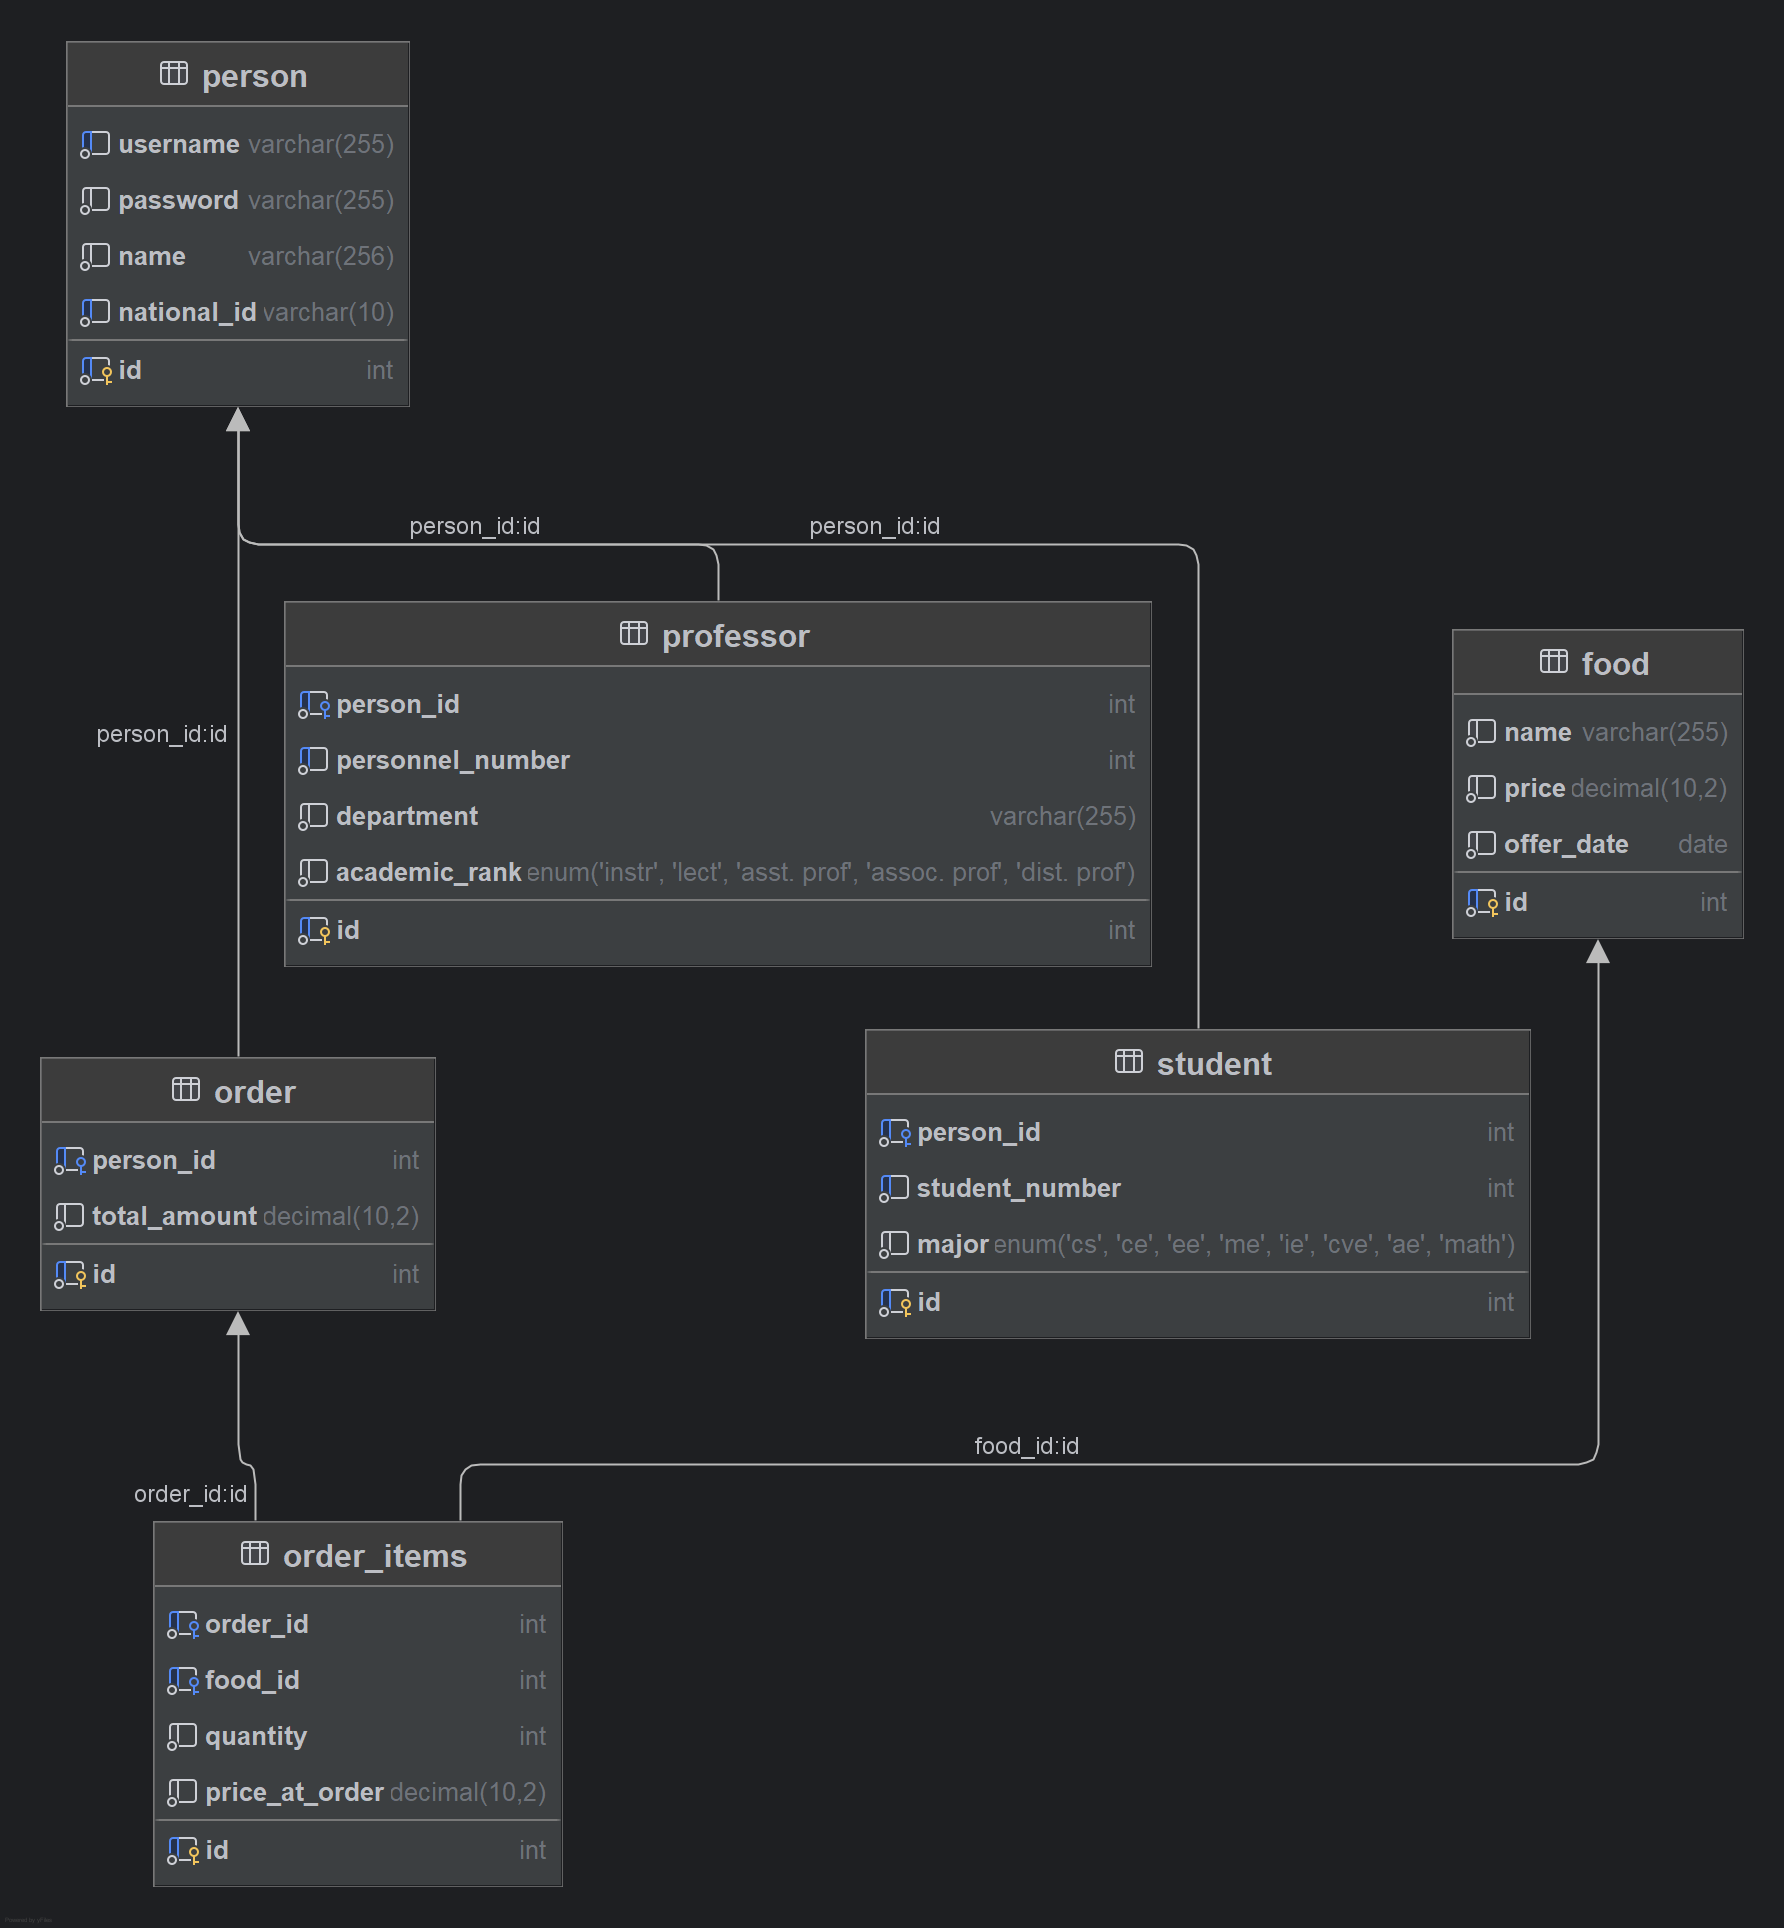 person
username varchar(255)
password varchar(255)
name varchar(256)
national_id varchar(10)
id int
person_id:id
person_id:id
person_id:id
professor
person_id int
personnel_number int
department varchar(255)
academic_rank enum('instr', 'lect', 'asst. prof', 'assoc. prof', 'dist. prof')
id int
food
name varchar(255)
price decimal(10,2)
offer_date date
id int
order
person_id int
total_amount decimal(10,2)
id int
student
person_id int
student_number int
major enum('cs', 'ce', 'ee', 'me', 'ie', 'cve', 'ae', 'math')
id int
food_id:id
order_id:id
order_items
order_id int
food_id int
quantity int
price_at_order decimal(10,2)
id int